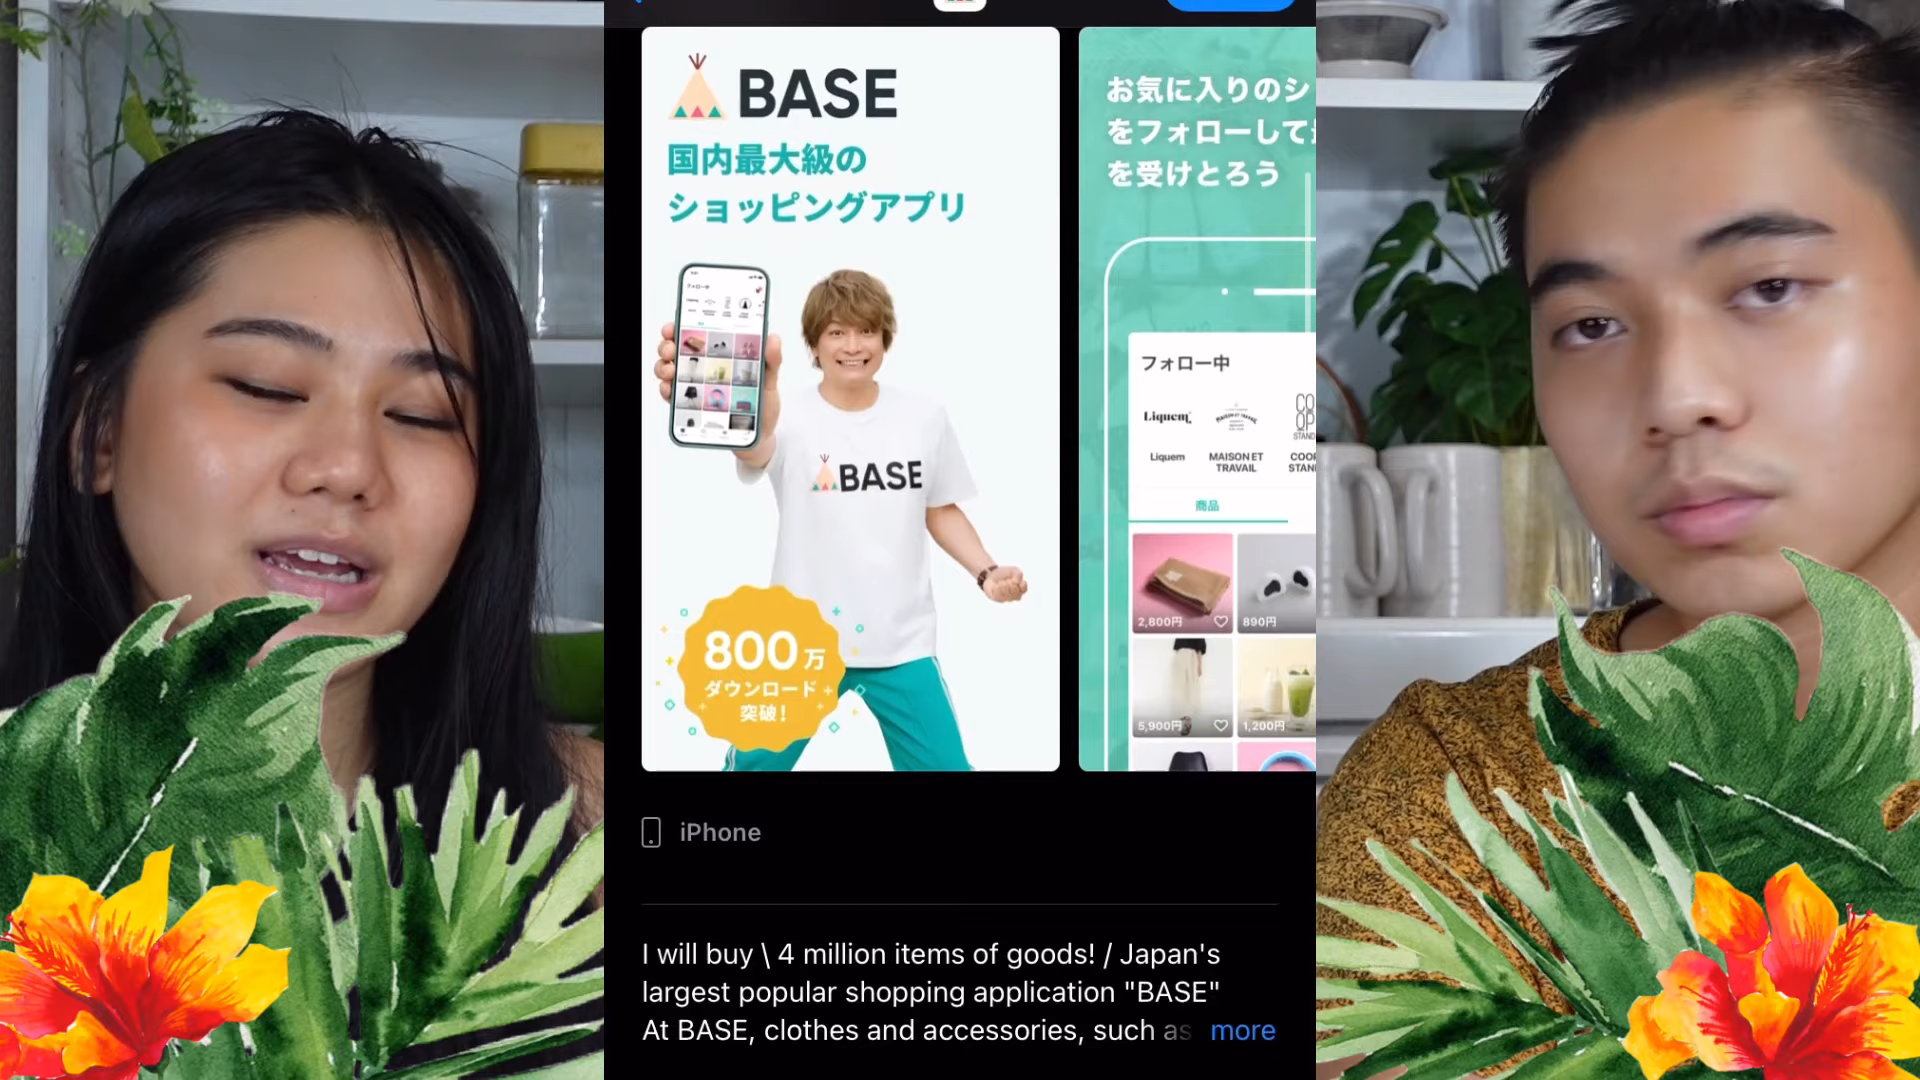 BASE
国内最大級の
ショッピングアプリ
BASE
800万
ダウンロード
突破!
お気に入りのシ
をフォローして
を受けとろう
フォロー中
Liquem
Liquem
MAISON ET
TRAVAIL
CO
OP
STAND
COO
STAN
商品
2,800円
890円
5,900円
1,200円
iPhone
I will buy \ 4 million items of goods! / Japan's
largest popular shopping application "BASE"
At BASE, clothes and accessories, such as more